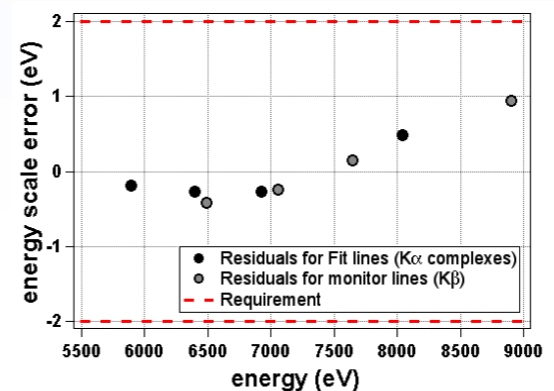 2
1
0
-1
-2
energy scale error (eV)
Residuals for Fit lines (Kα complexes)
Residuals for monitor lines (Kβ)
Requirement
5500 6000 6500 7000 7500 8000 8500 9000
energy (eV)